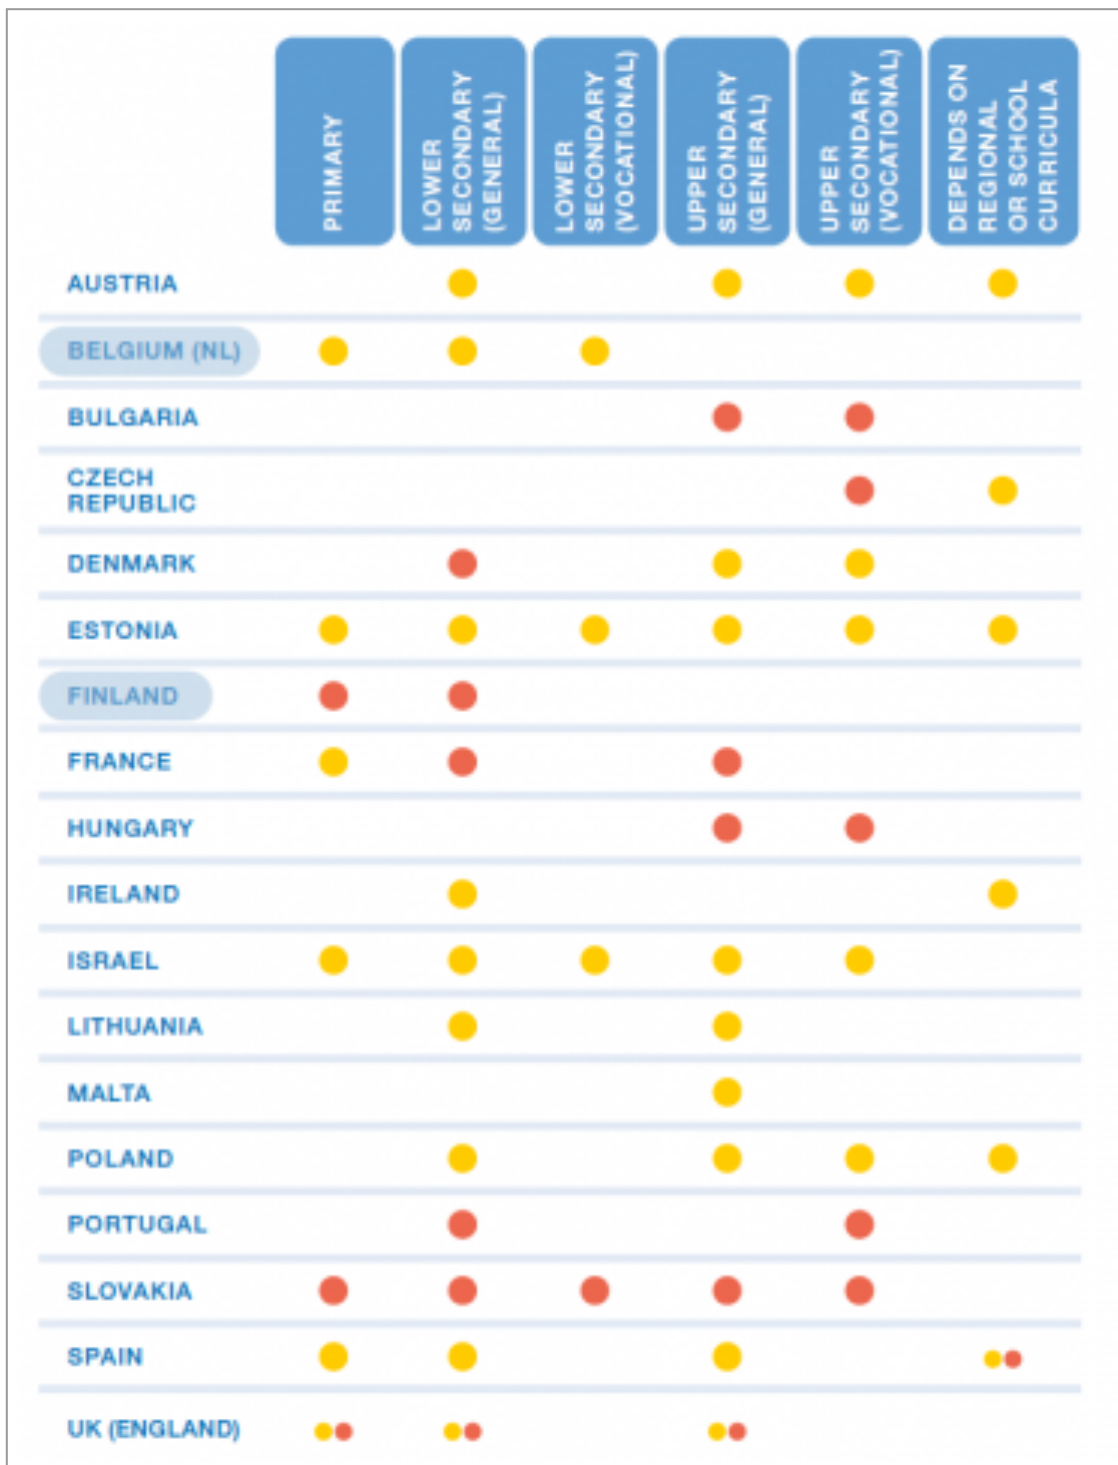 PRIMARY
LOWER
SECONDARY
(GENERAL)
LOWER
SECONDARY
(VOCATIONAL)
UPPER
SECONDARY
(GENERAL)
UPPER
SECONDARY
(VOCATIONAL)
DEPENDS ON
REGIONAL
OR SCHOOL
CURRICULA
AUSTRIA
BELGIUM (NL)
BULGARIA
CZECH
REPUBLIC
DENMARK
ESTONIA
FINLAND
FRANCE
HUNGARY
IRELAND
ISRAEL
LITHUANIA
MALTA
POLAND
PORTUGAL
SLOVAKIA
SPAIN
UK (ENGLAND)